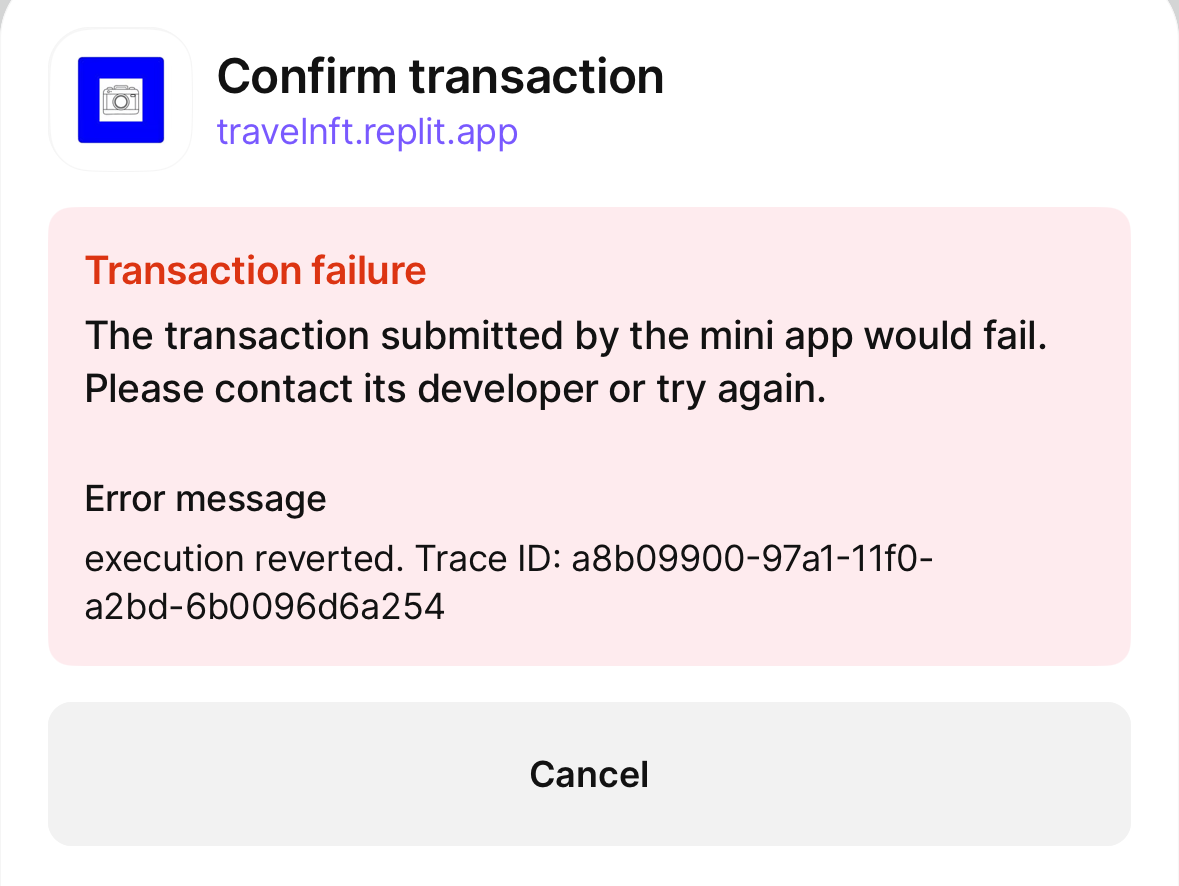 Confirm transaction
travelnft.replit.app
Transaction failure
The transaction submitted by the mini app would fail.
Please contact its developer or try again.
Error message
execution reverted. Trace ID: a8b09900-97a1-11f0-
a2bd-6b0096d6a254
Cancel